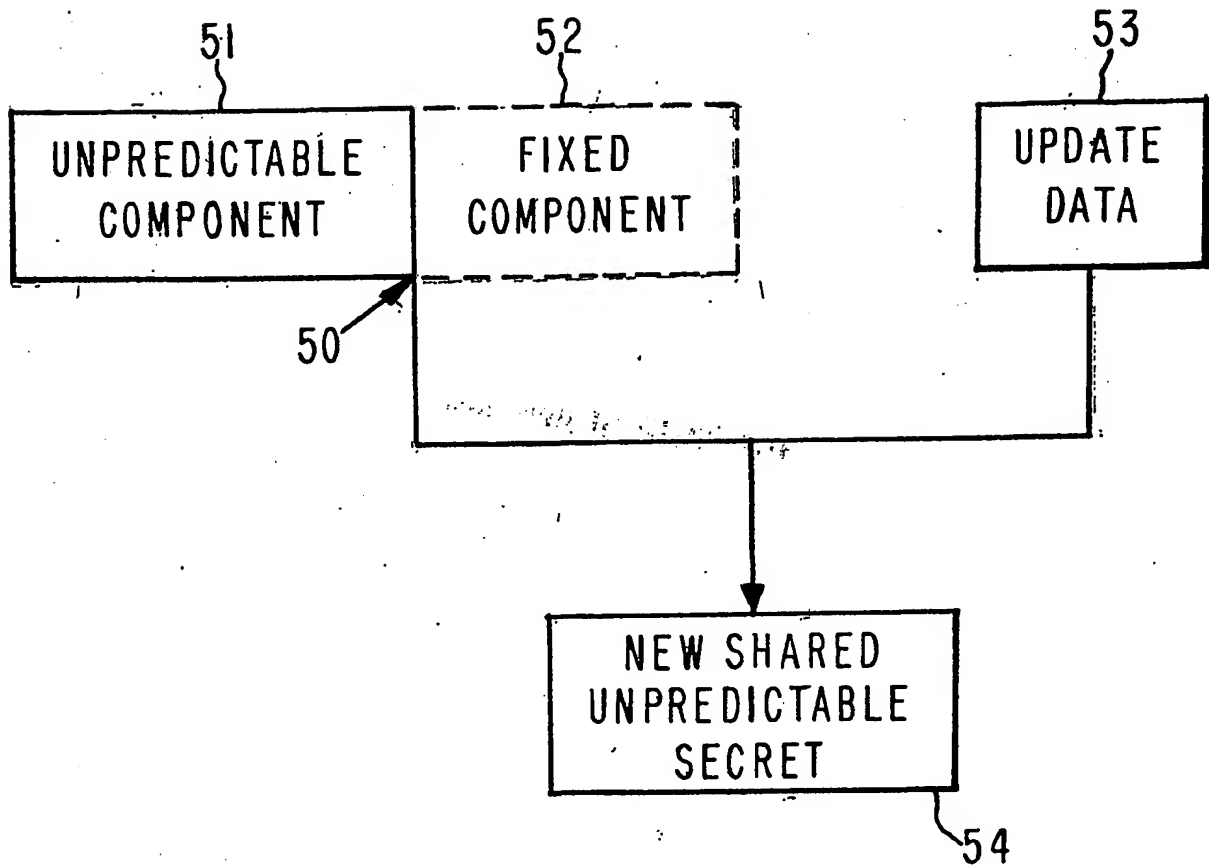 51
52
53
UNPREDICTABLE
COMPONENT
FIXED
COMPONENT
UPDATE
DATA
50
NEW SHARED
UNPREDICTABLE
SECRET
54